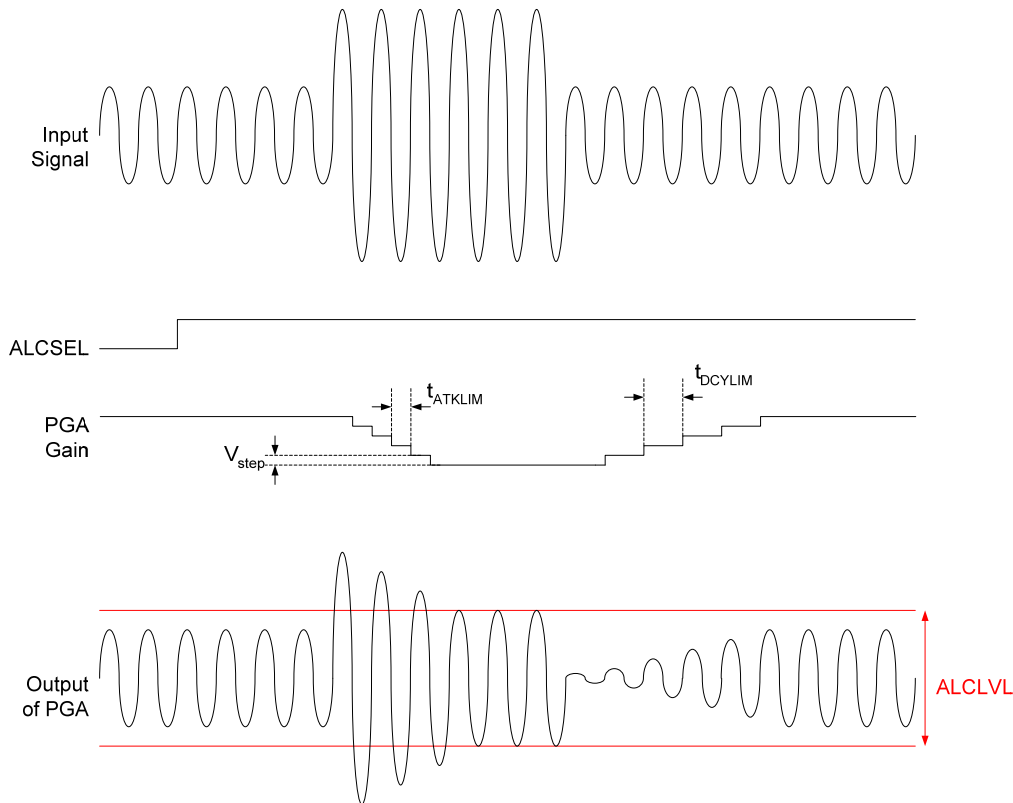 Input
Signal
ALCSEL
tATKLIM
tDCYLIM
PGA
Gain
Vstep
Output
of PGA
ALCLVL